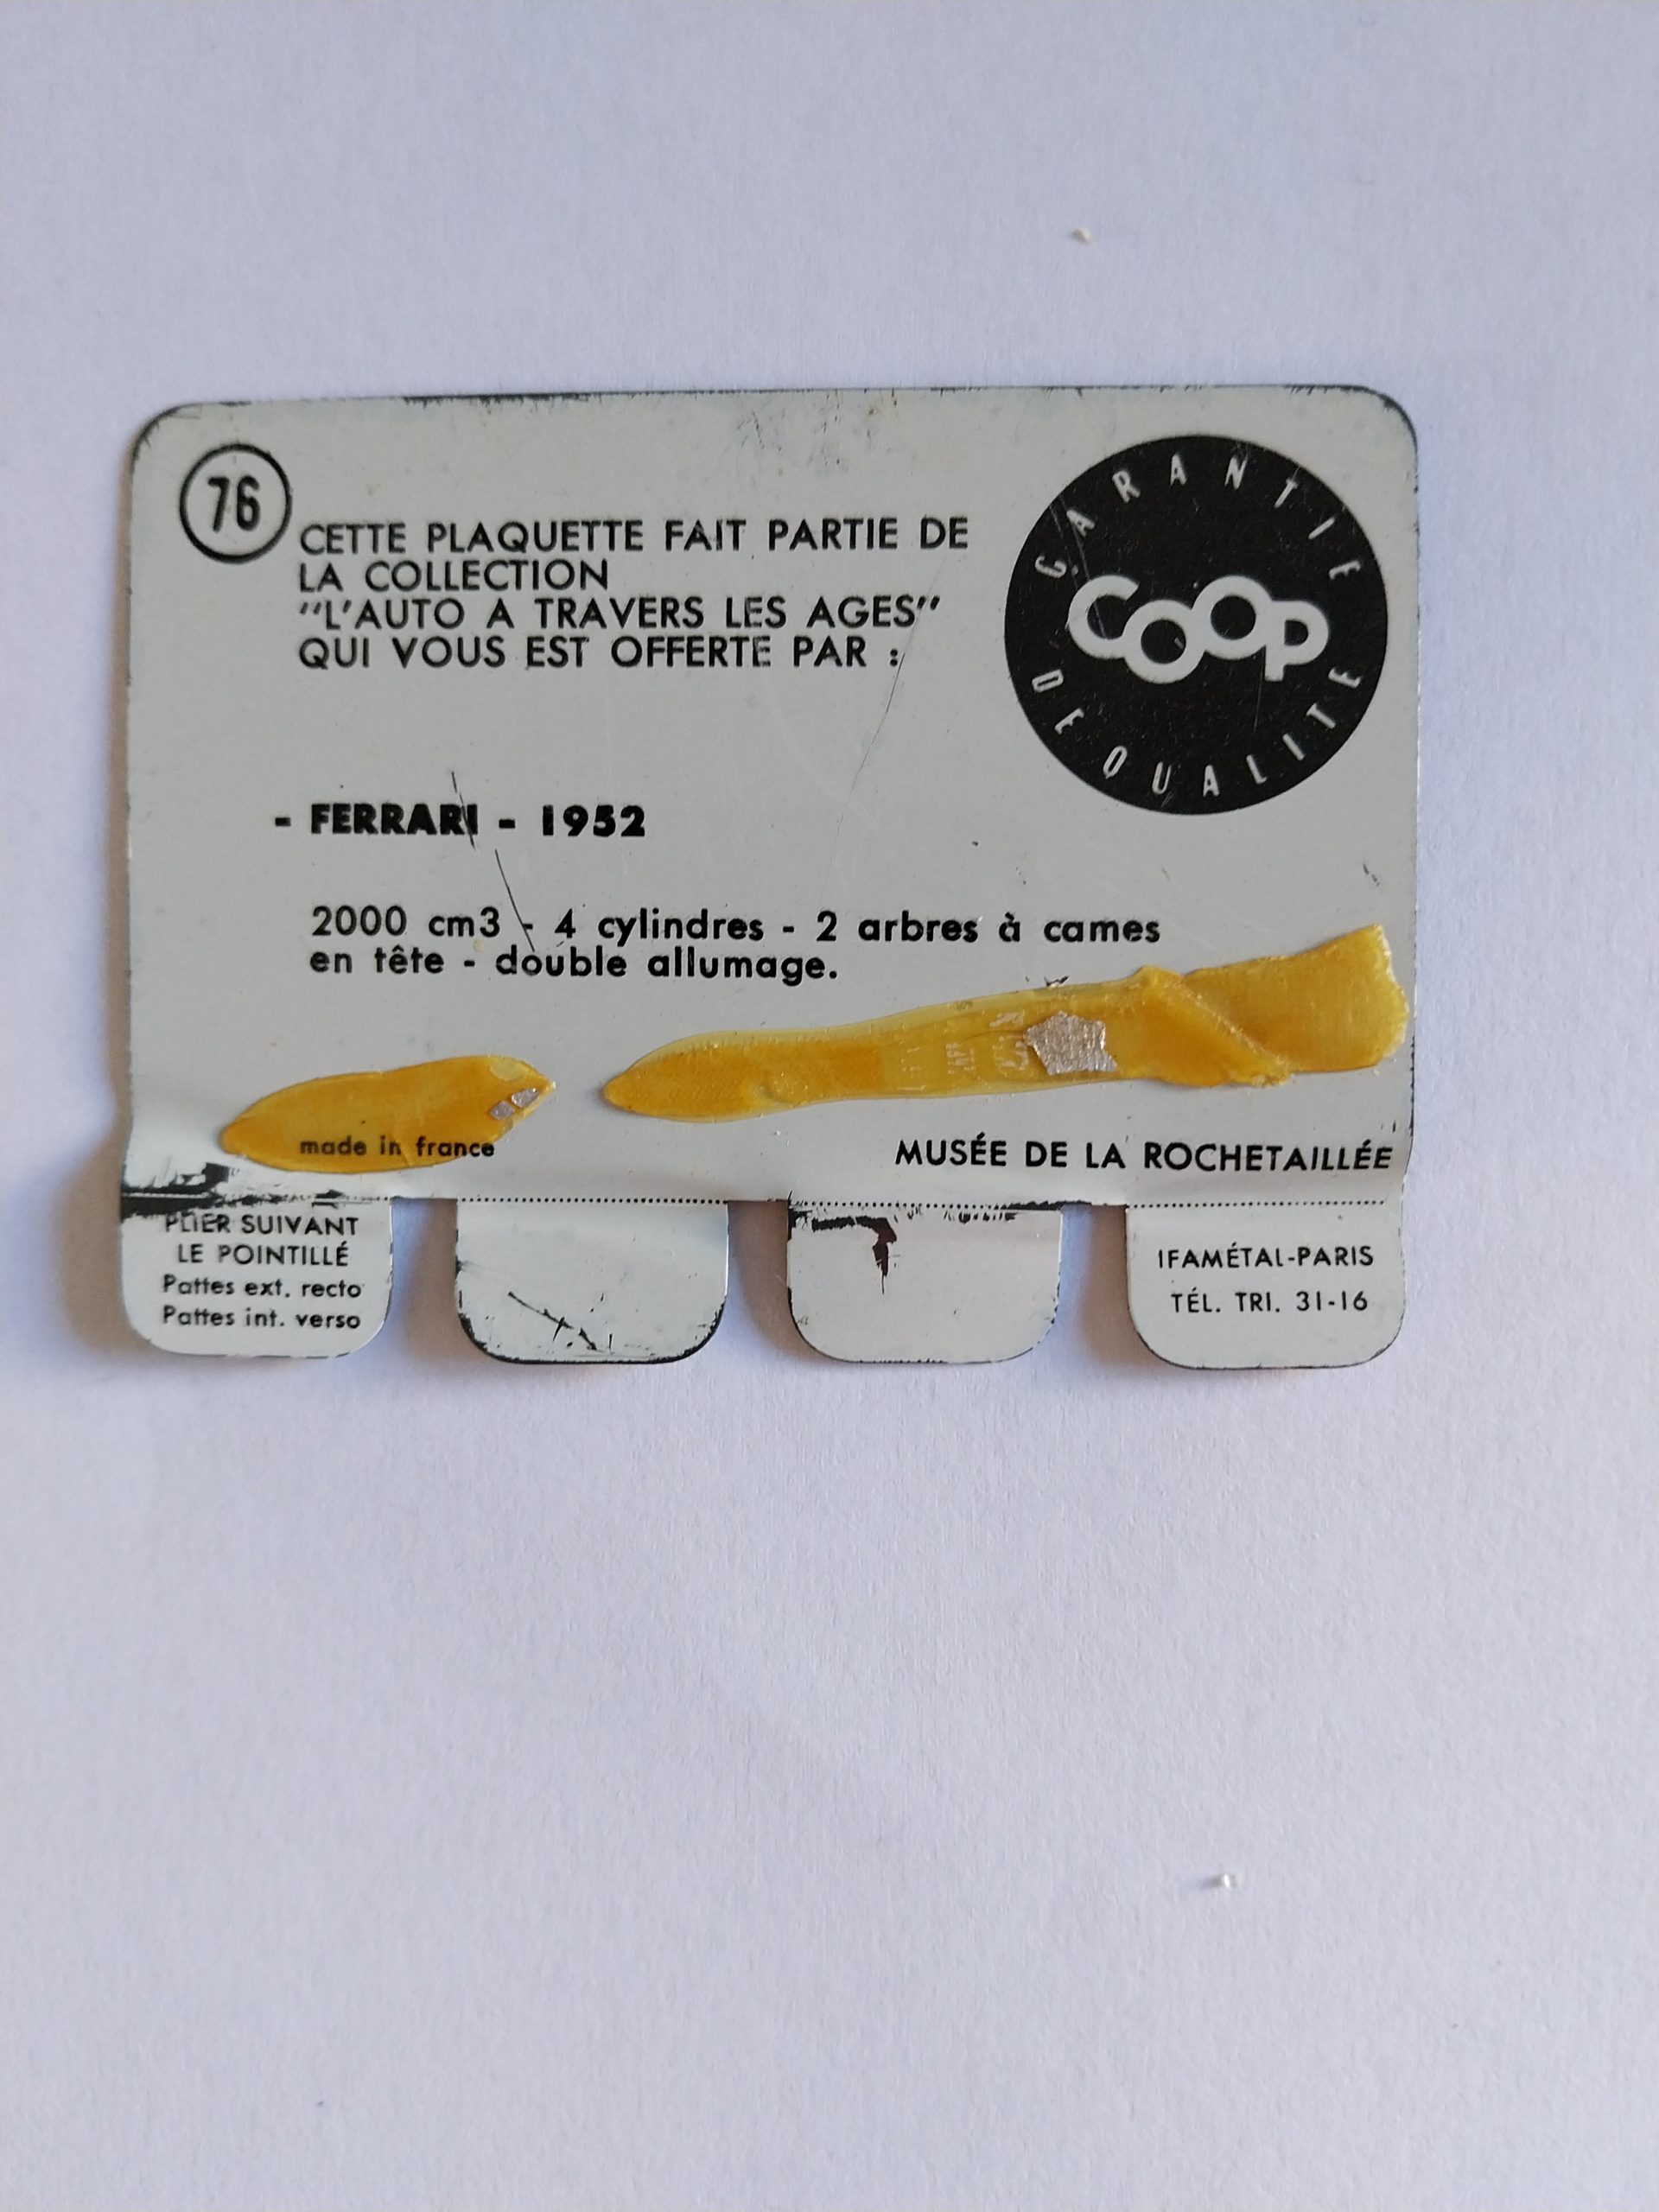 76
CETTE PLAQUETTE FAIT PARTIE DE
LA COLLECTION
"L'AUTO A TRAVERS LES AGES"
QUI VOUS EST OFFERTE PAR :
GARANTIE
COOP
DE QUALITE
- FERRARI - 1952
2000 cm3 - 4 cylindres - 2 arbres à cames
en tête - double allumage.
made in france
MUSÉE DE LA ROCHETAILLÉE
PLIER SUIVANT
LE POINTILLÉ
Pattes ext. recto
Pattes int. verso
IFAMÉTAL-PARIS
TÉL. TRI. 31-16